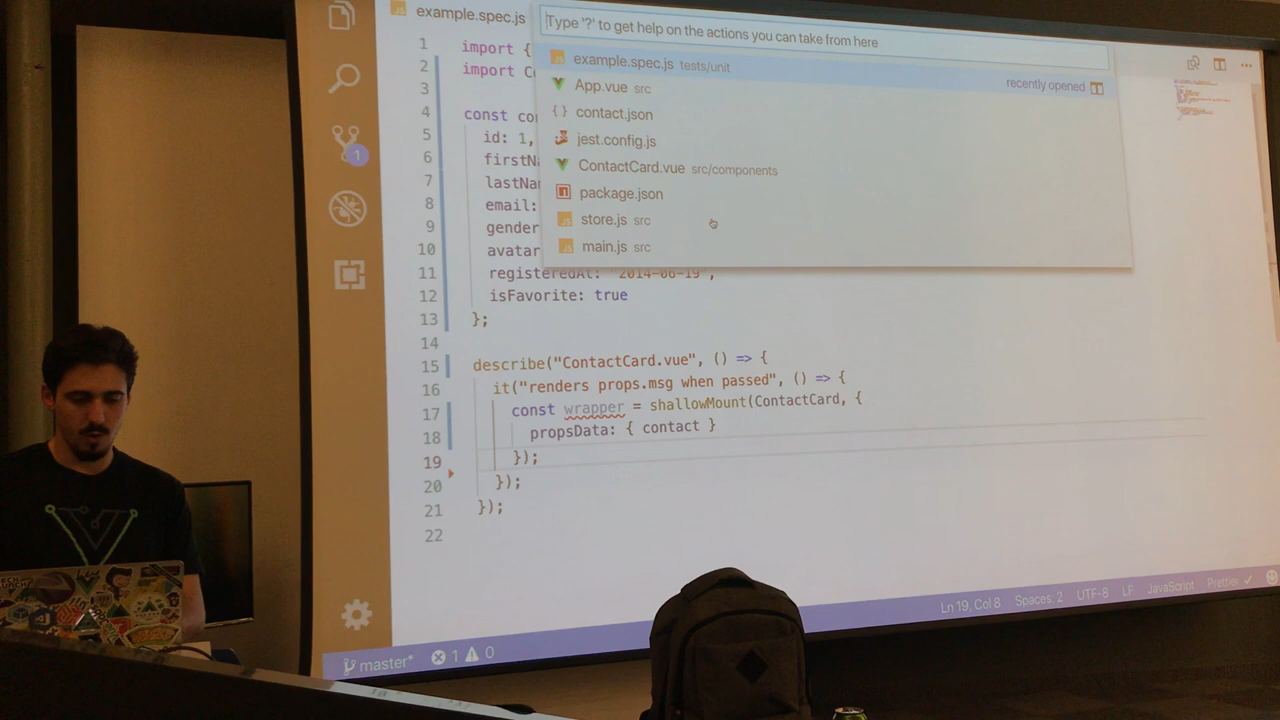 example.spec.js
Type '?' to get help on the actions you can take from here
example.spec.js tests/unit
recently opened
App.vue src
contact.json
jest.config.js
ContactCard.vue src/components
package.json
store.js src
main.js src
1 import {
2 import C
3
4 const co
5 id: 1,
6 firstNa
7 lastNa
8 email:
9 gender
10 avatar
11 registeredAt: "2014-06-19",
12 isFavorite: true
13 };
14
15 describe("ContactCard.vue", () => {
16 it("renders props.msg when passed", () => {
17 const wrapper = shallowMount(ContactCard, {
18 propsData: { contact }
19 });
20 });
21 });
22
1
master* 1 0
Ln 19, Col 8 Spaces: 2 UTF-8 LF JavaScript Prettier ✓